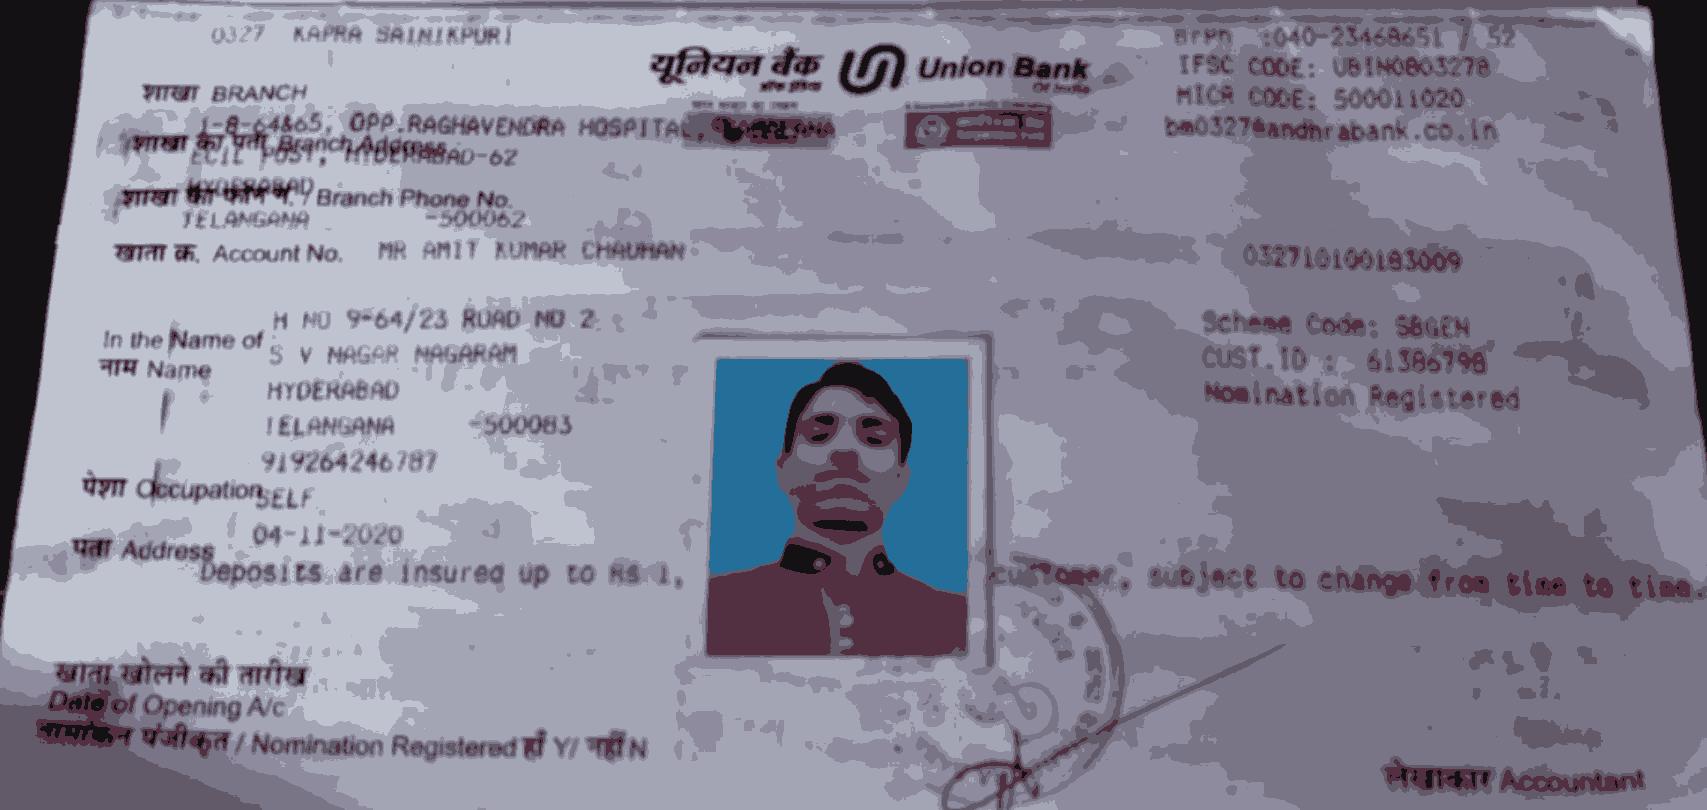 0327 KAPRA SAINIKPURI
यूनियन बैंक Union Bank
of India
BrPh :040-23468651 / 52
IFSC CODE: UBIN0803278
MICR CODE: 500011020
bm0327@andhrabank.co.in
शाखा BRANCH
1-8-64&65, OPP.RAGHAVENDRA HOSPITAL,
शाखा का पता Branch Address
ECIL POST, HYDERABAD-62
HYDERABAD
शाखा का फोन नं. / Branch Phone No.
TELANGANA -500062
खाता क्र. Account No. MR AMIT KUMAR CHAUHAN 032710100183009
H NO 9-64/23 ROAD NO 2
In the Name of
S V NAGAR NAGARAM
नाम Name
HYDERABAD
TELANGANA -500083
919264246787
Scheme Code: SBGEN
CUST.ID : 61386798
Nomination Registered
पेशा Occupation
SELF
04-11-2020
पता Address
Deposits are insured up to Rs 1, customer, subject to change from time to time.
खाता खोलने की तारीख
Date of Opening A/c
नामांकन पंजीकृत / Nomination Registered हाँ Y/ नहीं N
लेखाकार Accountant